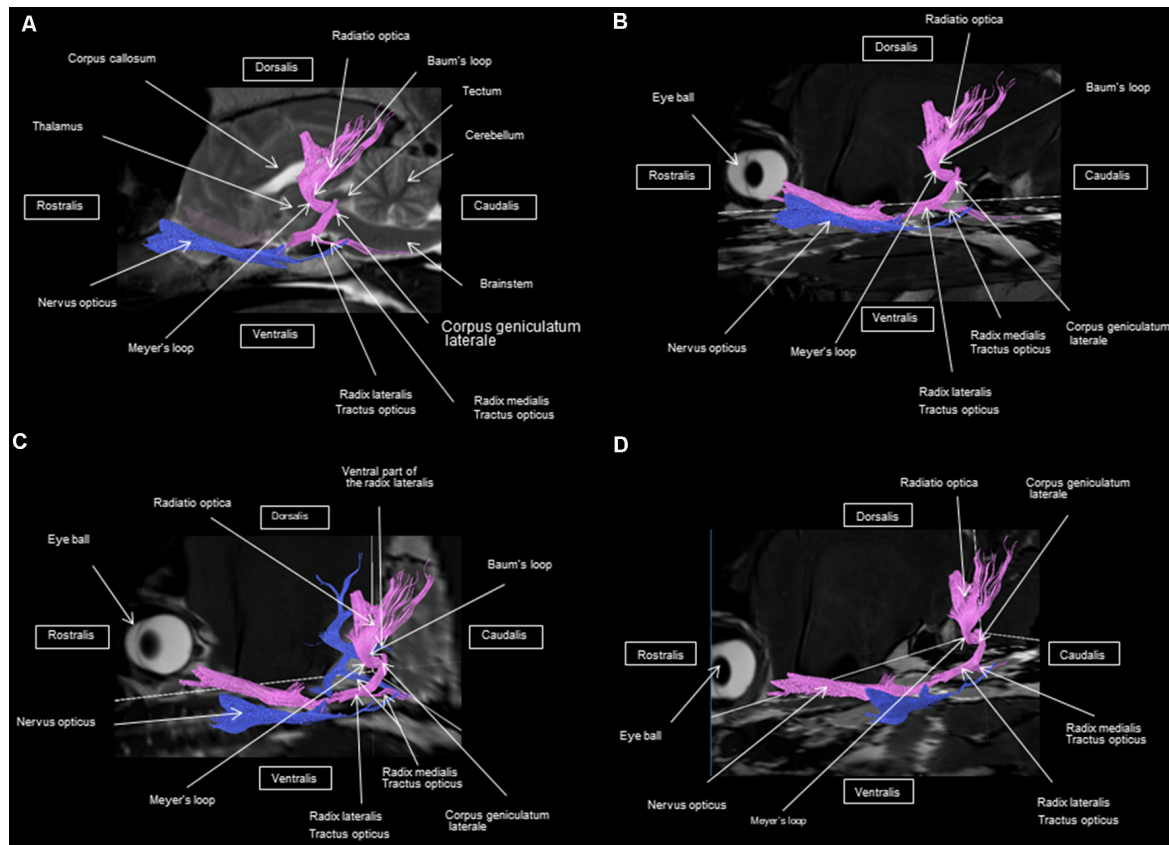 A
Radiatio optica
Corpus callosum
Dorsalis
Baum's loop
Tectum
Thalamus
Cerebellum
Rostralis
Caudalis
Nervus opticus
Brainstem
Ventralis
Meyer's loop
Corpus geniculatum
laterale
Radix lateralis
Tractus opticus
Radix medialis
Tractus opticus
B
Radiatio optica
Dorsalis
Eye ball
Baum's loop
Rostralis
Caudalis
Ventralis
Nervus opticus
Meyer's loop
Radix medialis
Tractus opticus
Corpus geniculatum
laterale
Radix lateralis
Tractus opticus
C
Ventral part of
the radix lateralis
Radiatio optica
Dorsalis
Eye ball
Baum's loop
Rostralis
Caudalis
Nervus opticus
Ventralis
Radix medialis
Tractus opticus
Meyer's loop
Radix lateralis
Tractus opticus
Corpus geniculatum
laterale
D
Radiatio optica
Corpus geniculatum
laterale
Dorsalis
Rostralis
Caudalis
Eye ball
Radix medialis
Tractus opticus
Ventralis
Nervus opticus
Meyer's loop
Radix lateralis
Tractus opticus